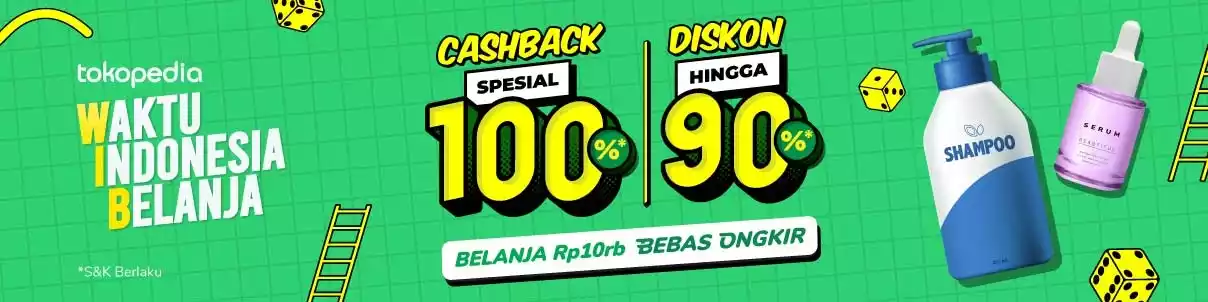 tokopedia
WAKTU
INDONESIA
BELANJA
*S&K Berlaku
CASHBACK
SPESIAL
100%*
DISKON
HINGGA
90%*
BELANJA Rp10rb BEBAS ONGKIR
SHAMPOO
SERUM